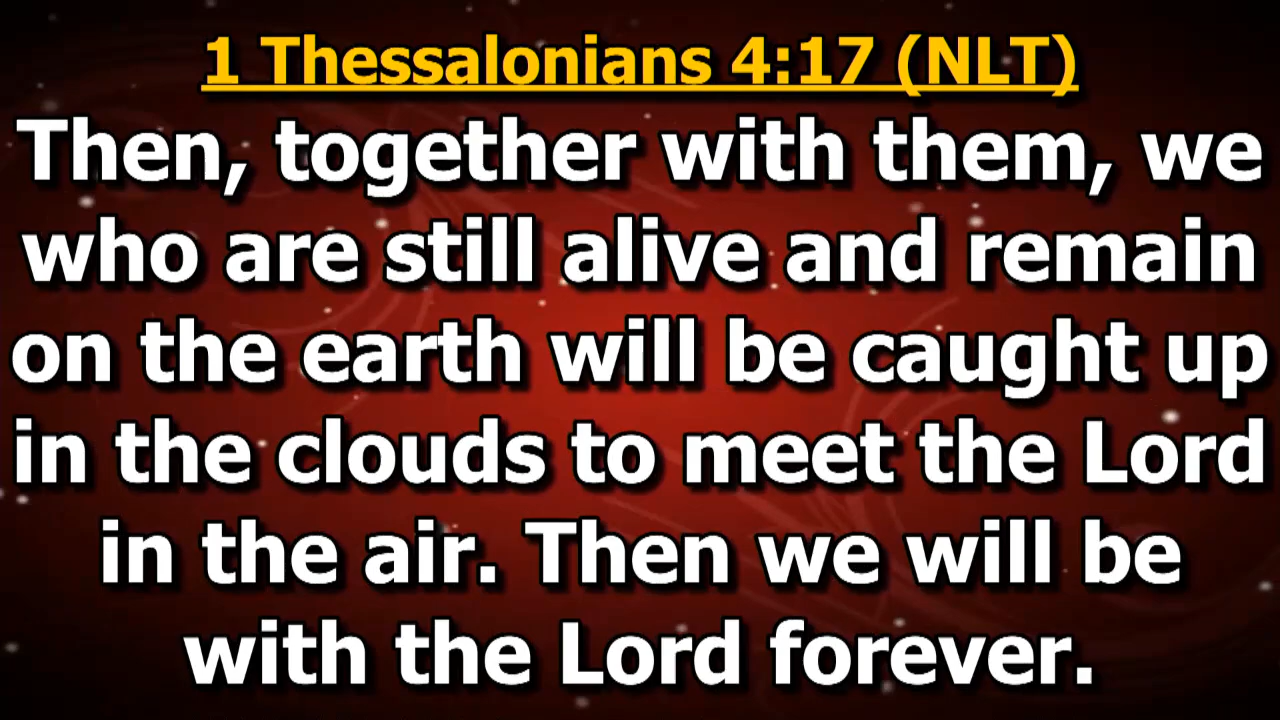 1 Thessalonians 4:17 (NLT)
Then, together with them, we
who are still alive and remain
on the earth will be caught up
in the clouds to meet the Lord
in the air. Then we will be
with the Lord forever.